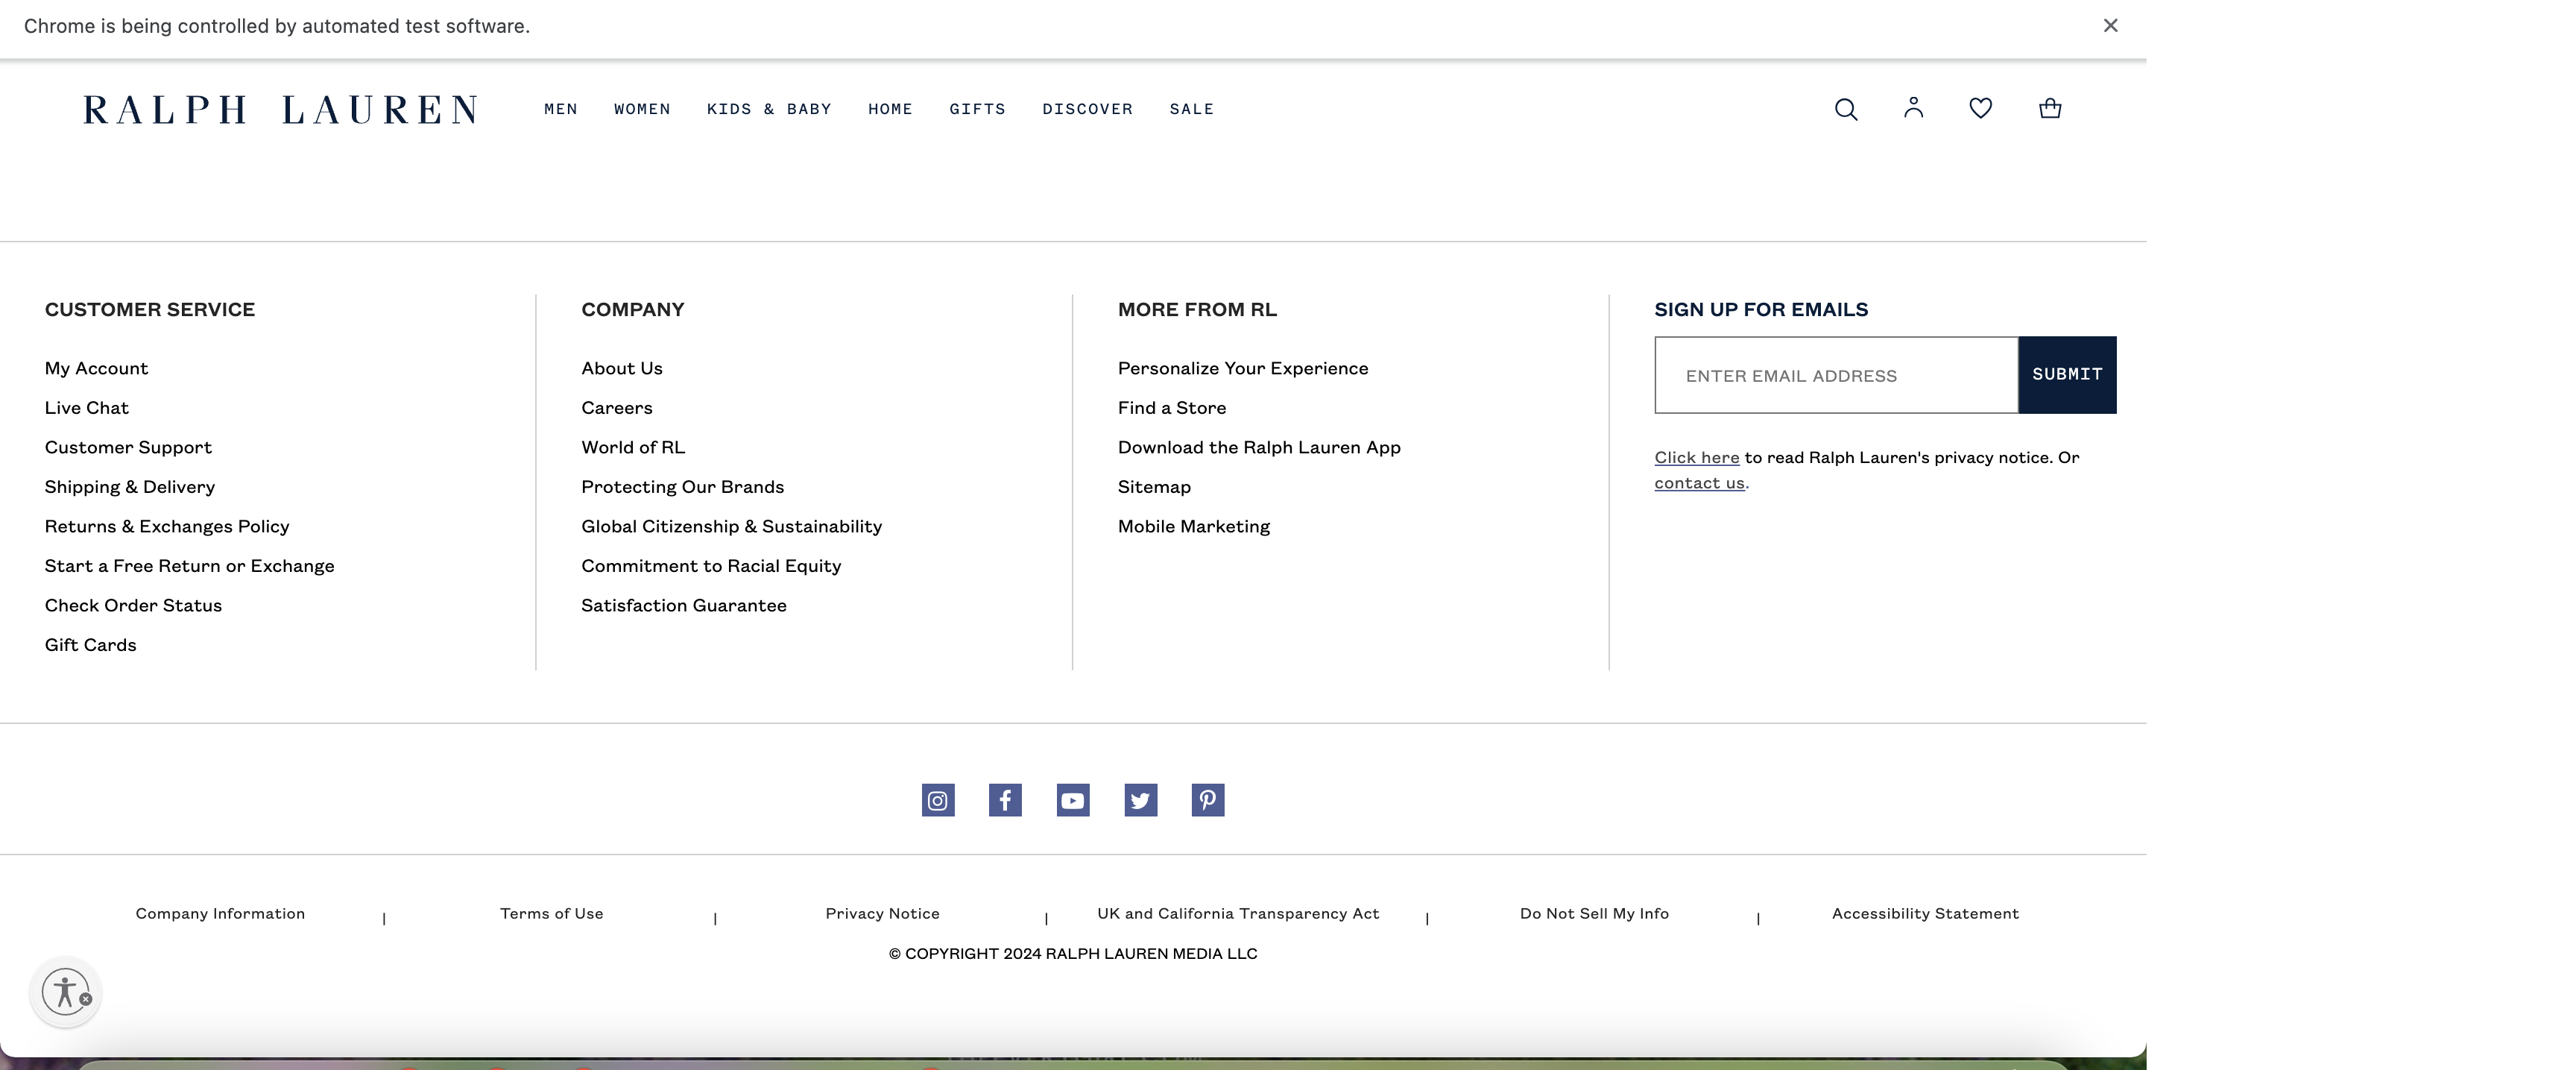 Chrome is being controlled by automated test software.
RALPH LAUREN
MEN WOMEN KIDS & BABY HOME GIFTS DISCOVER SALE
CUSTOMER SERVICE
My Account
Live Chat
Customer Support
Shipping & Delivery
Returns & Exchanges Policy
Start a Free Return or Exchange
Check Order Status
Gift Cards
COMPANY
About Us
Careers
World of RL
Protecting Our Brands
Global Citizenship & Sustainability
Commitment to Racial Equity
Satisfaction Guarantee
MORE FROM RL
Personalize Your Experience
Find a Store
Download the Ralph Lauren App
Sitemap
Mobile Marketing
SIGN UP FOR EMAILS
ENTER EMAIL ADDRESS SUBMIT
Click here to read Ralph Lauren's privacy notice. Or
contact us.
Company Information | Terms of Use | Privacy Notice | UK and California Transparency Act | Do Not Sell My Info | Accessibility Statement
© COPYRIGHT 2024 RALPH LAUREN MEDIA LLC